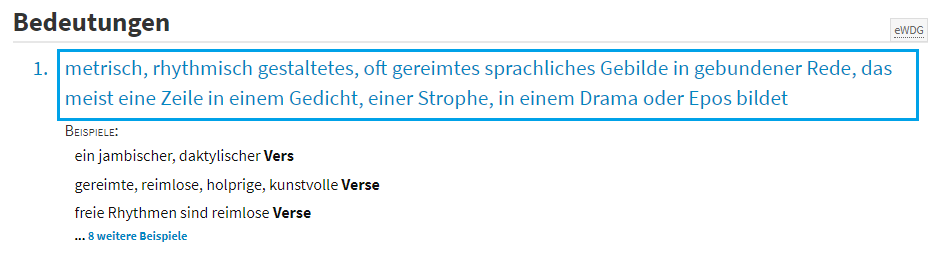 Bedeutungen
eWDG
1. metrisch, rhythmisch gestaltetes, oft gereimtes sprachliches Gebilde in gebundener Rede, das
meist eine Zeile in einem Gedicht, einer Strophe, in einem Drama oder Epos bildet
Beispiele:
ein jambischer, daktylischer Vers
gereimte, reimlose, holprige, kunstvolle Verse
freie Rhythmen sind reimlose Verse
... 8 weitere Beispiele